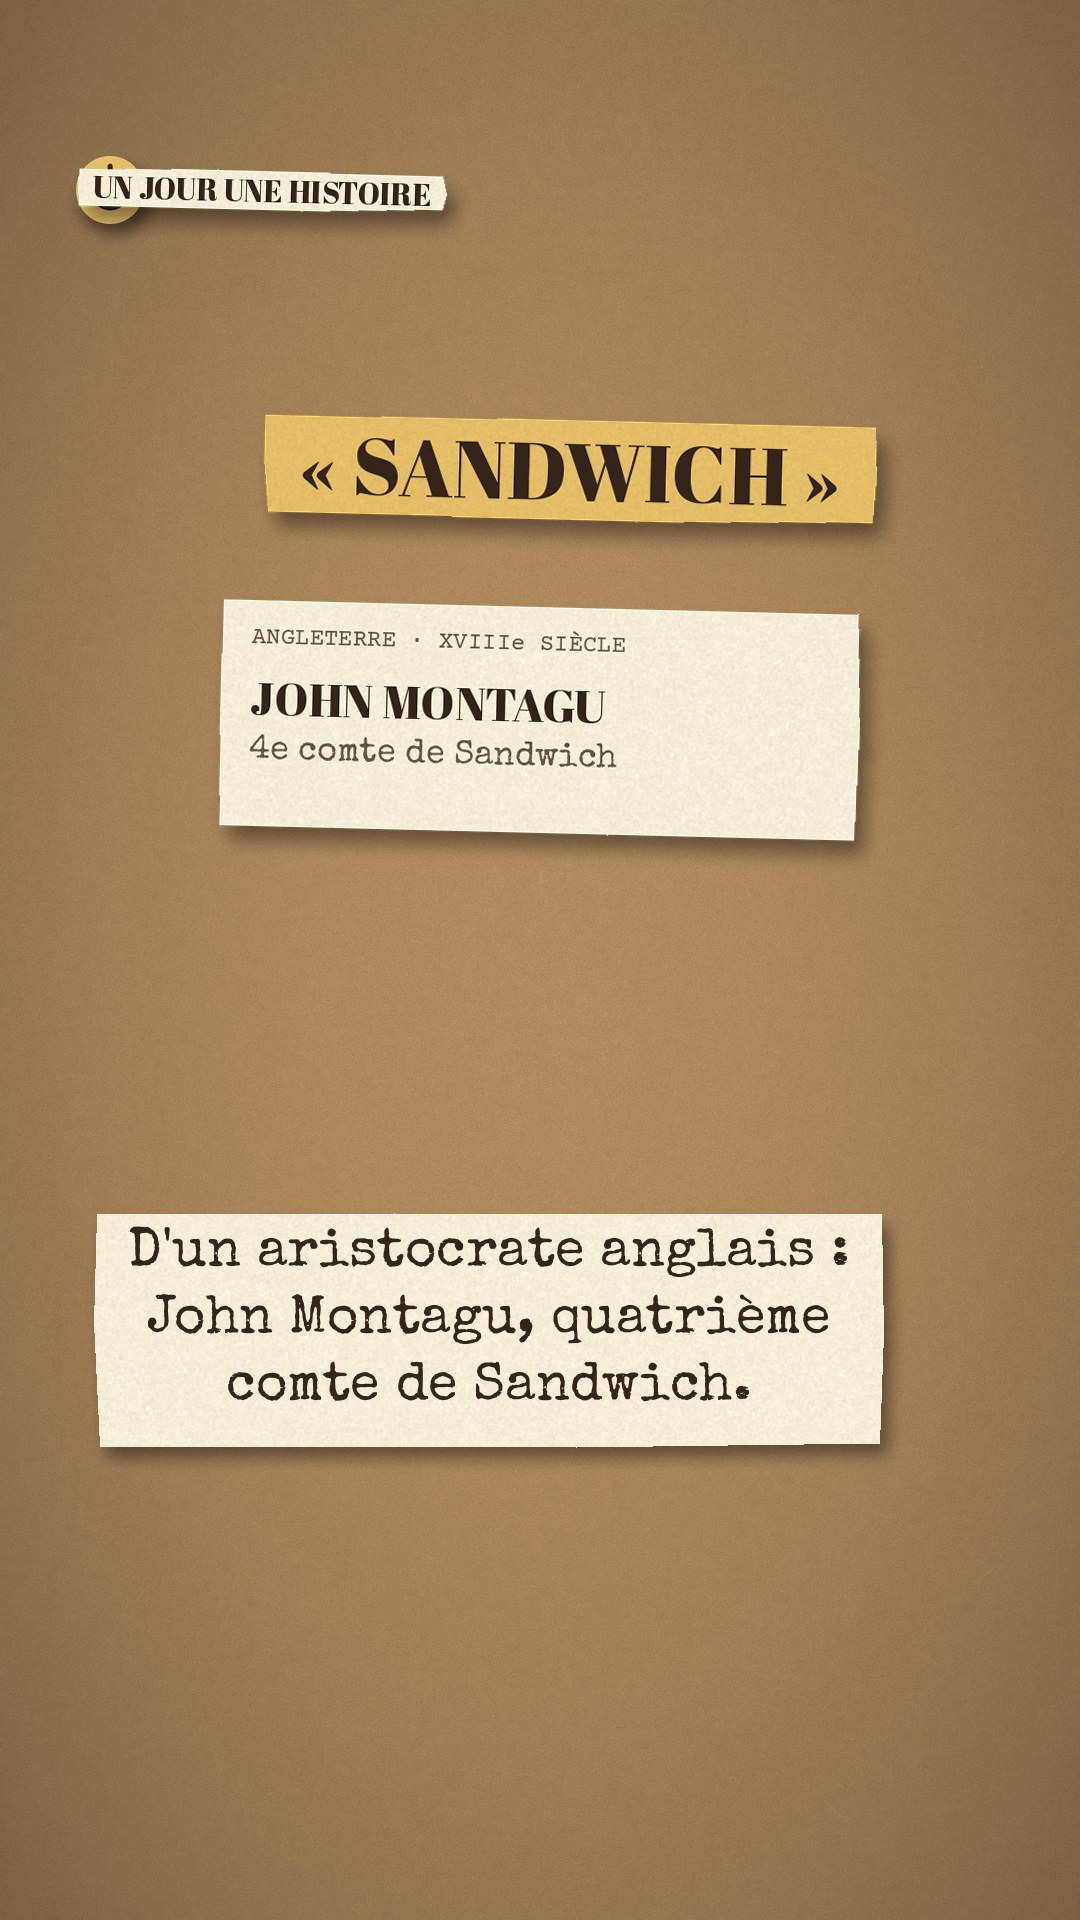 UN JOUR UNE HISTOIRE
« SANDWICH »
ANGLETERRE · XVIIIe SIÈCLE
JOHN MONTAGU
4e comte de Sandwich
D'un aristocrate anglais :
John Montagu, quatrième
comte de Sandwich.